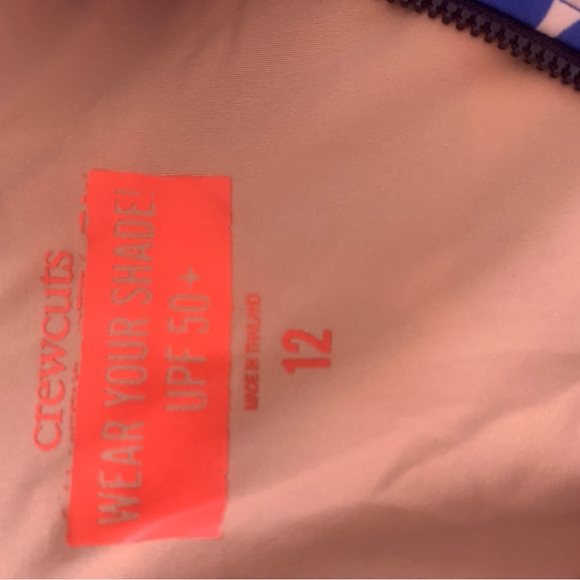 crewcuts
WEAR YOUR SHADE!
UPF 50+
MADE IN THAILAND
12